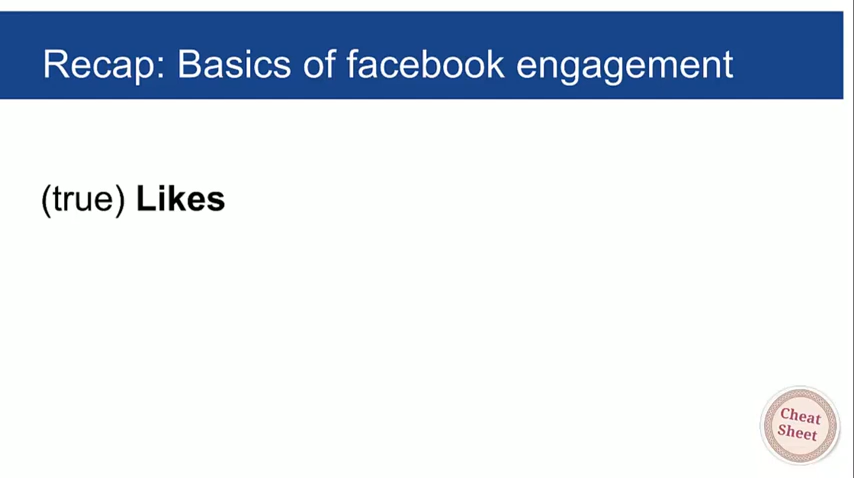 Recap: Basics of facebook engagement
(true) Likes
Cheat
Sheet